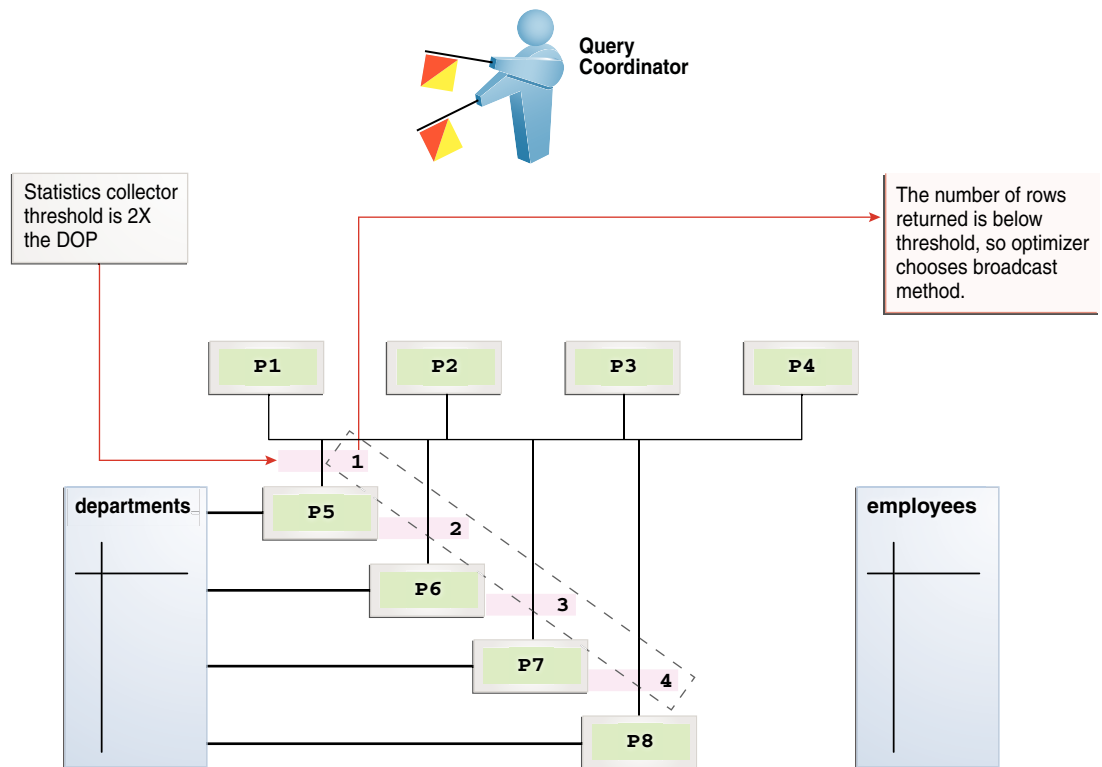 Query
Coordinator
Statistics collector
threshold is 2X
the DOP
The number of rows
returned is below
threshold, so optimizer
chooses broadcast
method.
P1
P2
P3
P4
1
departments
P5
employees
2
P6
3
P7
4
P8